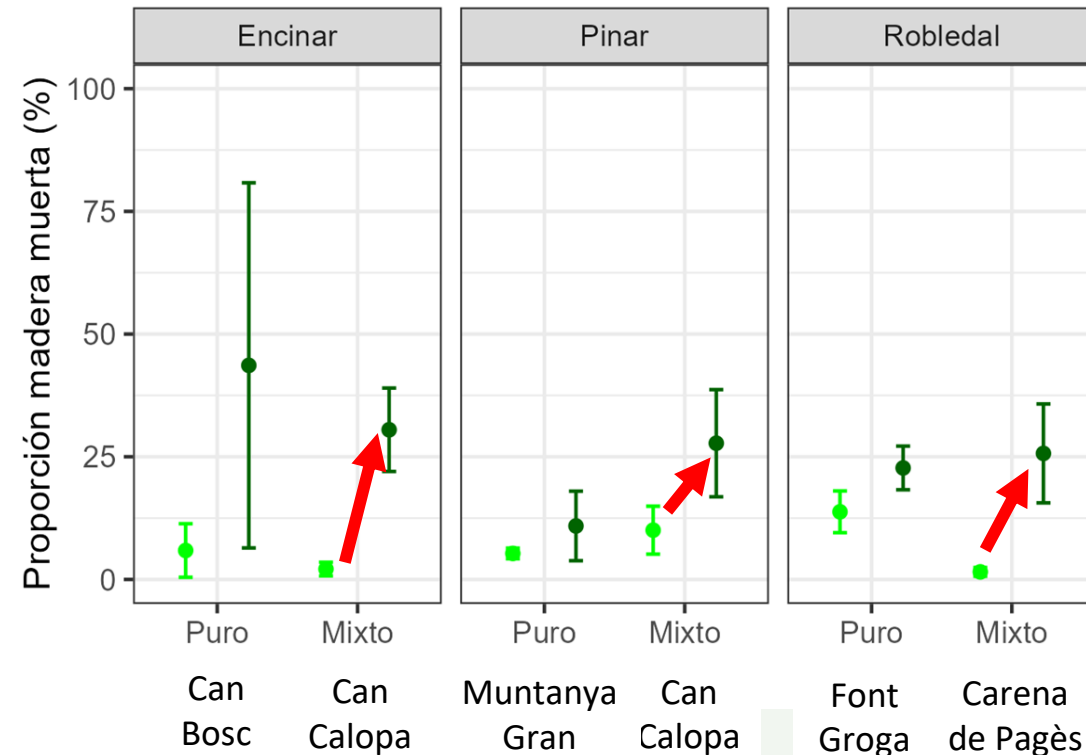 Encinar
Pinar
Robledal
Proporción madera muerta (%)
100
75
50
25
0
Puro
Mixto
Puro
Mixto
Puro
Mixto
Can
Bosc
Can
Calopa
Muntanya
Gran
Can
Calopa
Font
Groga
Carena
de Pagès